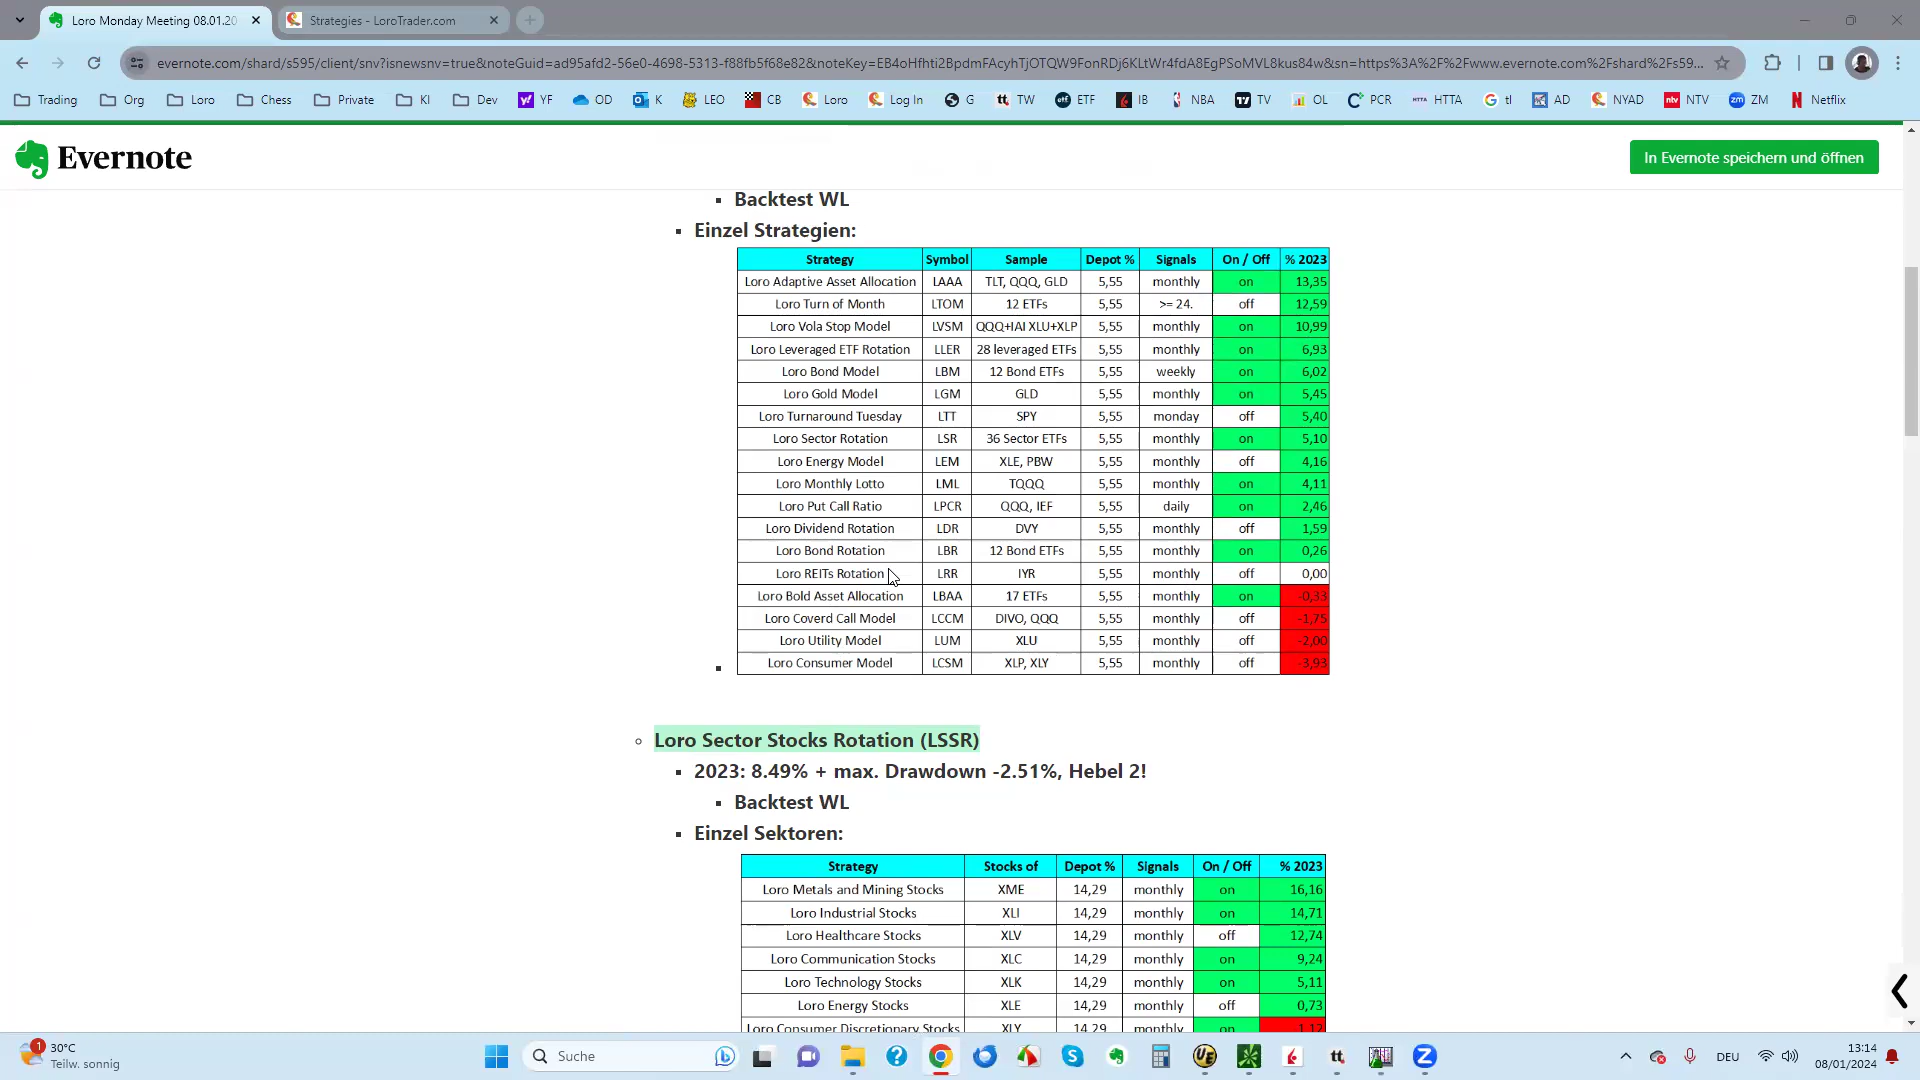 Loro Monday Meeting 08.01.20
Strategies - LoroTrader.com
evernote.com/shard/s595/client/snv?isnewsnv=true&noteGuid=ad95afd2-56e0-4698-5313-f88fb5f68e82&noteKey=EB4oHfhti2BpdmFAcyhTjOTQW9FonRDj6KLtWr4fdA8EgPSoMVL8kus84w&sn=https%3A%2F%2Fwww.evernote.com%2Fshard%2Fs59...
Trading Org Loro Chess Private KI Dev YF OD K LEO CB Loro Log In G TW ETF IB NBA TV OL PCR HTTA tl AD NYAD NTV ZM Netflix
Evernote
In Evernote speichern und öffnen
Backtest WL
Einzel Strategien:
Strategy Symbol Sample Depot % Signals On / Off % 2023
Loro Adaptive Asset Allocation LAAA TLT, QQQ, GLD 5,55 monthly on 13,35
Loro Turn of Month LTOM 12 ETFs 5,55 >= 24. off 12,59
Loro Vola Stop Model LVSM QQQ+IAI XLU+XLP 5,55 monthly on 10,99
Loro Leveraged ETF Rotation LLER 28 leveraged ETFs 5,55 monthly on 6,93
Loro Bond Model LBM 12 Bond ETFs 5,55 weekly on 6,02
Loro Gold Model LGM GLD 5,55 monthly on 5,45
Loro Turnaround Tuesday LTT SPY 5,55 monday off 5,40
Loro Sector Rotation LSR 36 Sector ETFs 5,55 monthly on 5,10
Loro Energy Model LEM XLE, PBW 5,55 monthly off 4,16
Loro Monthly Lotto LML TQQQ 5,55 monthly on 4,11
Loro Put Call Ratio LPCR QQQ, IEF 5,55 daily on 2,46
Loro Dividend Rotation LDR DVY 5,55 monthly off 1,59
Loro Bond Rotation LBR 12 Bond ETFs 5,55 monthly on 0,26
Loro REITs Rotation LRR IYR 5,55 monthly off 0,00
Loro Bold Asset Allocation LBAA 17 ETFs 5,55 monthly on -0,33
Loro Coverd Call Model LCCM DIVO, QQQ 5,55 monthly off -1,75
Loro Utility Model LUM XLU 5,55 monthly off -2,00
Loro Consumer Model LCSM XLP, XLY 5,55 monthly off -3,93
Loro Sector Stocks Rotation (LSSR)
2023: 8.49% + max. Drawdown -2.51%, Hebel 2!
Backtest WL
Einzel Sektoren:
Strategy Stocks of Depot % Signals On / Off % 2023
Loro Metals and Mining Stocks XME 14,29 monthly on 16,16
Loro Industrial Stocks XLI 14,29 monthly on 14,71
Loro Healthcare Stocks XLV 14,29 monthly off 12,74
Loro Communication Stocks XLC 14,29 monthly on 9,24
Loro Technology Stocks XLK 14,29 monthly on 5,11
Loro Energy Stocks XLE 14,29 monthly off 0,73
Loro Consumer Discretionary Stocks XLY 14,29 monthly on
1
30°C
Teilw. sonnig
Suche
DEU
13:14
08/01/2024